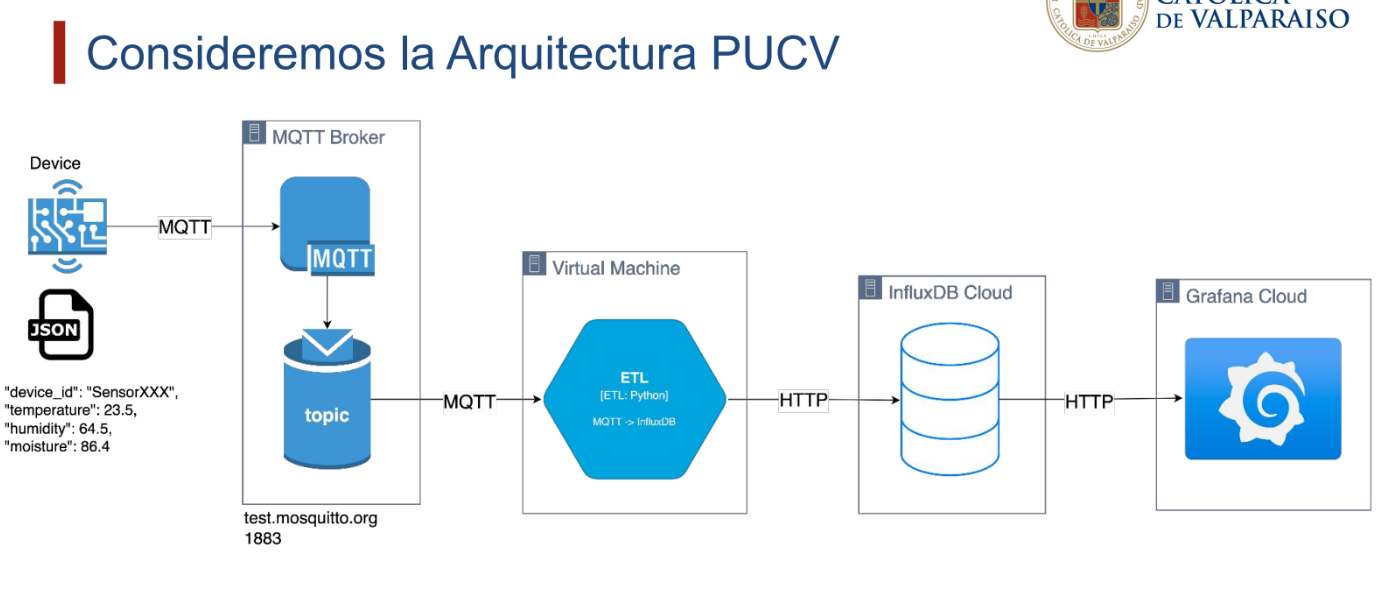 CATOLICA
DE VALPARAISO
Consideremos la Arquitectura PUCV
Device
MQTT
MQTT Broker
MQTT
topic
JSON
"device_id": "SensorXXX",
"temperature": 23.5,
"humidity": 64.5,
"moisture": 86.4
test.mosquitto.org
1883
MQTT
Virtual Machine
ETL
[ETL: Python]
MQTT -> InfluxDB
HTTP
InfluxDB Cloud
HTTP
Grafana Cloud